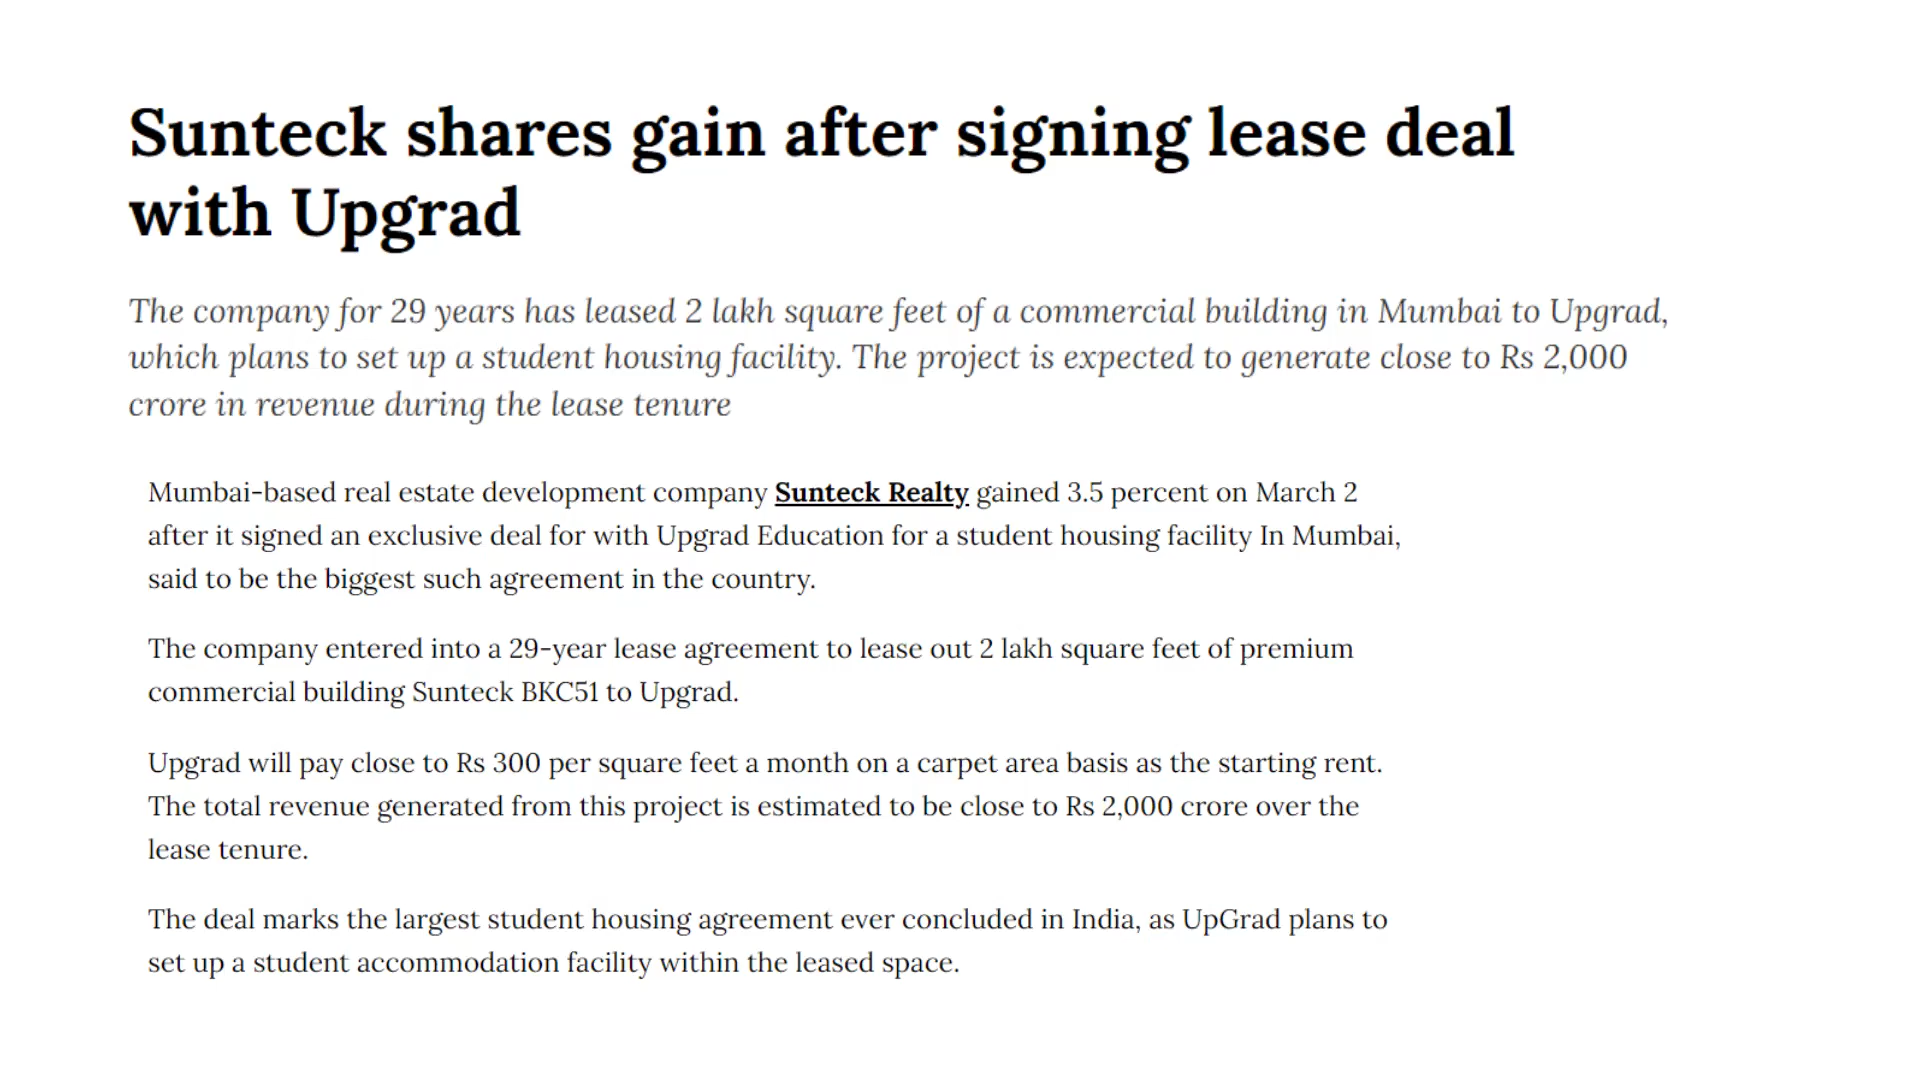 Sunteck shares gain after signing lease deal
with Upgrad
The company for 29 years has leased 2 lakh square feet of a commercial building in Mumbai to Upgrad,
which plans to set up a student housing facility. The project is expected to generate close to Rs 2,000
crore in revenue during the lease tenure
Mumbai-based real estate development company Sunteck Realty gained 3.5 percent on March 2
after it signed an exclusive deal for with Upgrad Education for a student housing facility In Mumbai,
said to be the biggest such agreement in the country.
The company entered into a 29-year lease agreement to lease out 2 lakh square feet of premium
commercial building Sunteck BKC51 to Upgrad.
Upgrad will pay close to Rs 300 per square feet a month on a carpet area basis as the starting rent.
The total revenue generated from this project is estimated to be close to Rs 2,000 crore over the
lease tenure.
The deal marks the largest student housing agreement ever concluded in India, as UpGrad plans to
set up a student accommodation facility within the leased space.